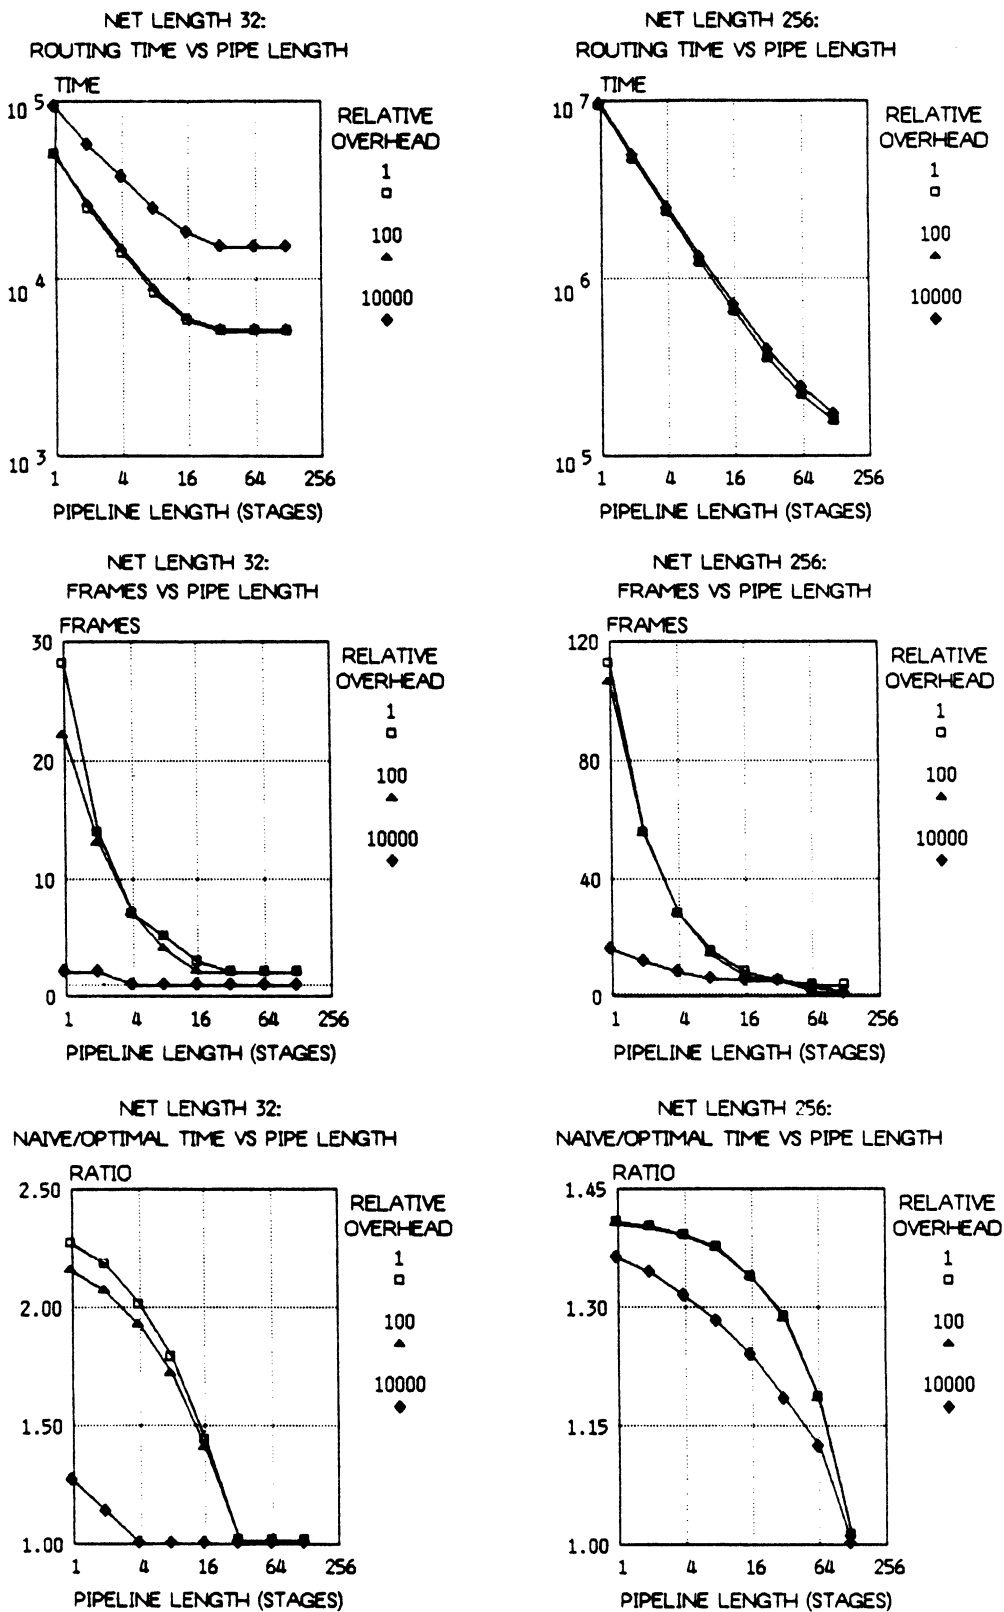 NET LENGTH 32:
ROUTING TIME VS PIPE LENGTH
TIME
10 5
10 4
10 3
1 4 16 64 256
PIPELINE LENGTH (STAGES)
RELATIVE
OVERHEAD
1
100
10000
NET LENGTH 256:
ROUTING TIME VS PIPE LENGTH
TIME
10 7
10 6
10 5
1 4 16 64 256
PIPELINE LENGTH (STAGES)
RELATIVE
OVERHEAD
1
100
10000
NET LENGTH 32:
FRAMES VS PIPE LENGTH
FRAMES
30
20
10
0
1 4 16 64 256
PIPELINE LENGTH (STAGES)
RELATIVE
OVERHEAD
1
100
10000
NET LENGTH 256:
FRAMES VS PIPE LENGTH
FRAMES
120
80
40
0
1 4 16 64 256
PIPELINE LENGTH (STAGES)
RELATIVE
OVERHEAD
1
100
10000
NET LENGTH 32:
NAIVE/OPTIMAL TIME VS PIPE LENGTH
RATIO
2.50
2.00
1.50
1.00
1 4 16 64 256
PIPELINE LENGTH (STAGES)
RELATIVE
OVERHEAD
1
100
10000
NET LENGTH 256:
NAIVE/OPTIMAL TIME VS PIPE LENGTH
RATIO
1.45
1.30
1.15
1.00
1 4 16 64 256
PIPELINE LENGTH (STAGES)
RELATIVE
OVERHEAD
1
100
10000